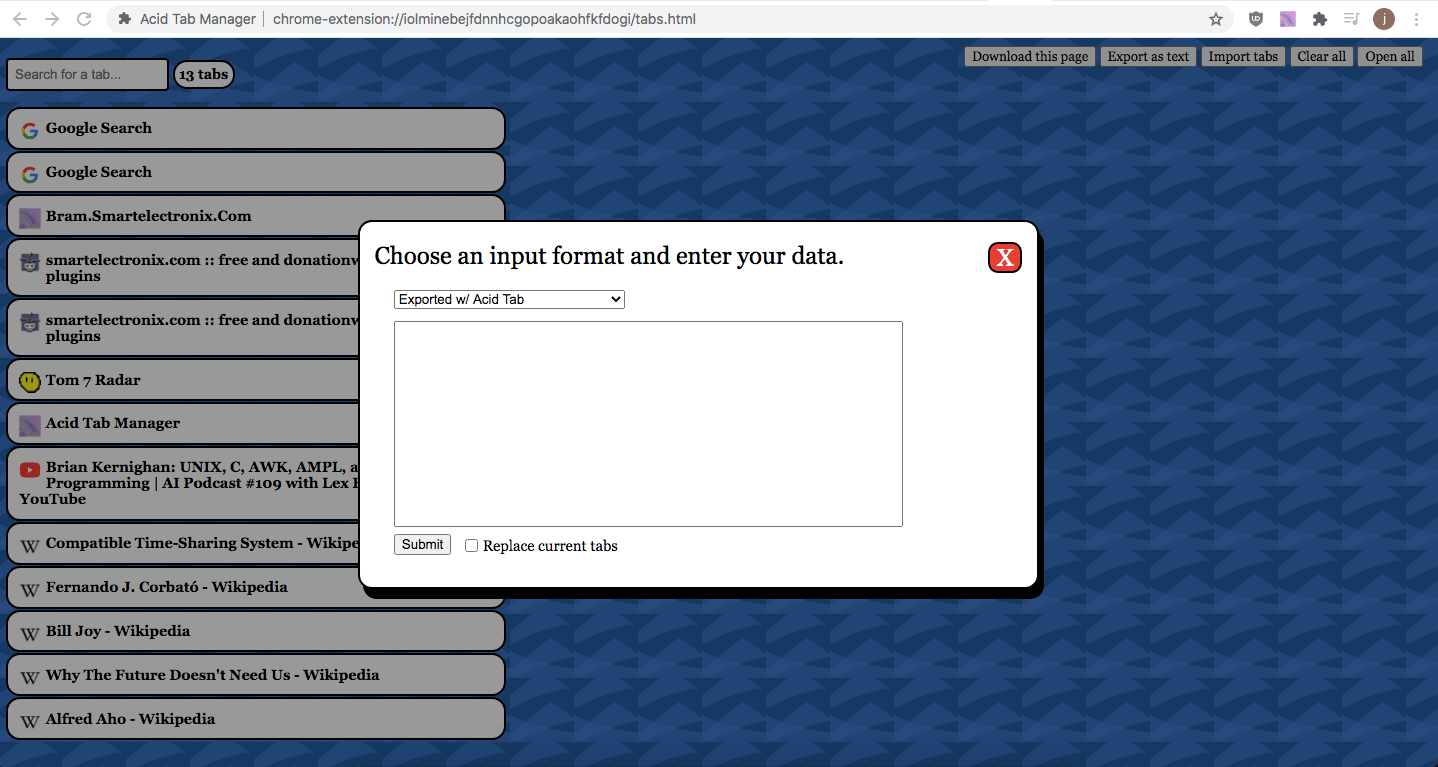 Acid Tab Manager | chrome-extension://iolminebejfdnnhcgopoakaohfkfdogi/tabs.html
j
Search for a tab...
13 tabs
Download this page
Export as text
Import tabs
Clear all
Open all
Google Search
Google Search
Bram.Smartelectronix.Com
smartelectronix.com :: free and donationw
plugins
smartelectronix.com :: free and donationw
plugins
Tom 7 Radar
Acid Tab Manager
Brian Kernighan: UNIX, C, AWK, AMPL, a
Programming | AI Podcast #109 with Lex F
YouTube
Compatible Time-Sharing System - Wikipe
Fernando J. Corbató - Wikipedia
Bill Joy - Wikipedia
Why The Future Doesn't Need Us - Wikipedia
Alfred Aho - Wikipedia
Choose an input format and enter your data.
X
Exported w/ Acid Tab
Submit
Replace current tabs